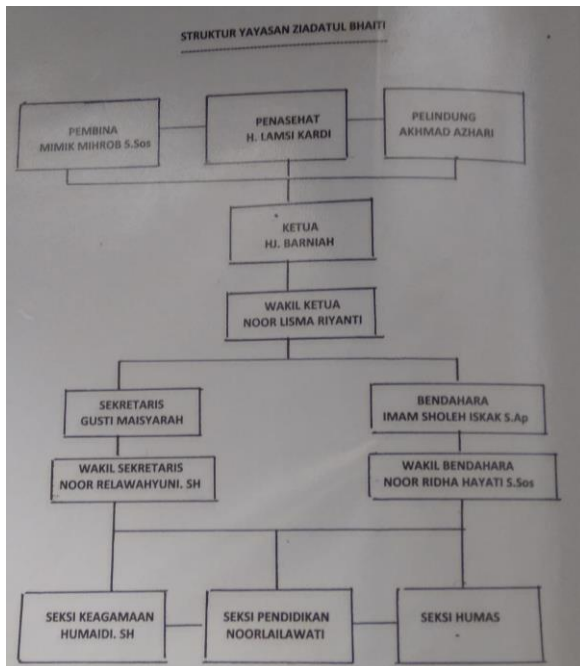 STRUKTUR YAYASAN ZIADATUL BHAITI
PEMBINA
MIMIK MIHROB S.Sos
PENASEHAT
H. LAMSI KARDI
PELINDUNG
AKHMAD AZHARI
KETUA
HJ. BARNIAH
WAKIL KETUA
NOOR LISMA RIYANTI
SEKRETARIS
GUSTI MAISYARAH
BENDAHARA
IMAM SHOLEH ISKAK S.Ap
WAKIL SEKRETARIS
NOOR RELAWAHYUNI. SH
WAKIL BENDAHARA
NOOR RIDHA HAYATI S.Sos
SEKSI KEAGAMAAN
HUMAIDI. SH
SEKSI PENDIDIKAN
NOORLAILAWATI
SEKSI HUMAS